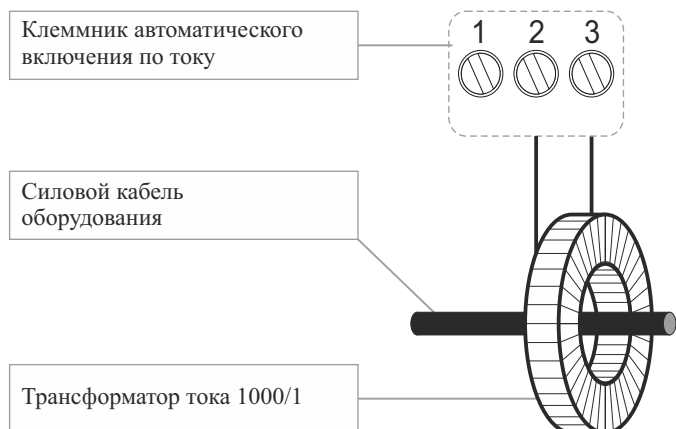 Клеммник автоматического
включения по току
1 2 3
Силовой кабель
оборудования
Трансформатор тока 1000/1